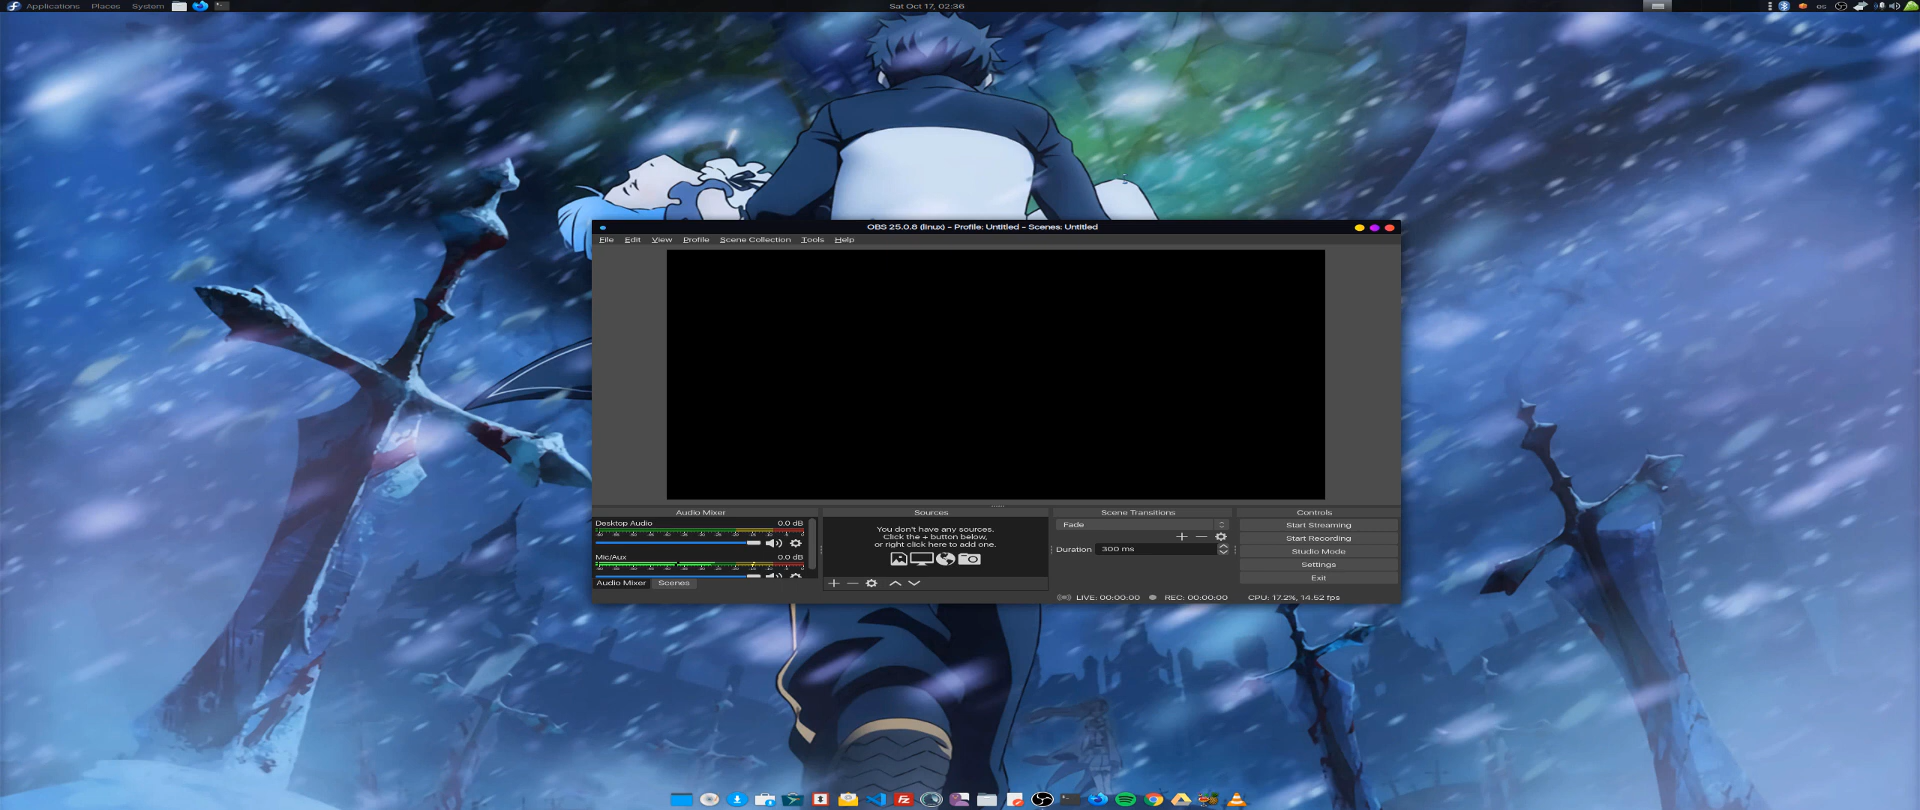 Applications Places System
Sat Oct 17, 02:36
es
OBS 25.0.8 (linux) - Profile: Untitled - Scenes: Untitled
File Edit View Profile Scene Collection Tools Help
Audio Mixer
Desktop Audio 0.0 dB
Mic/Aux 0.0 dB
Audio Mixer Scenes
Sources
You don't have any sources.
Click the + button below,
or right click here to add one.
Scene Transitions
Fade
Duration 300 ms
Controls
Start Streaming
Start Recording
Studio Mode
Settings
Exit
LIVE: 00:00:00 REC: 00:00:00 CPU: 17.2%, 14.52 fps